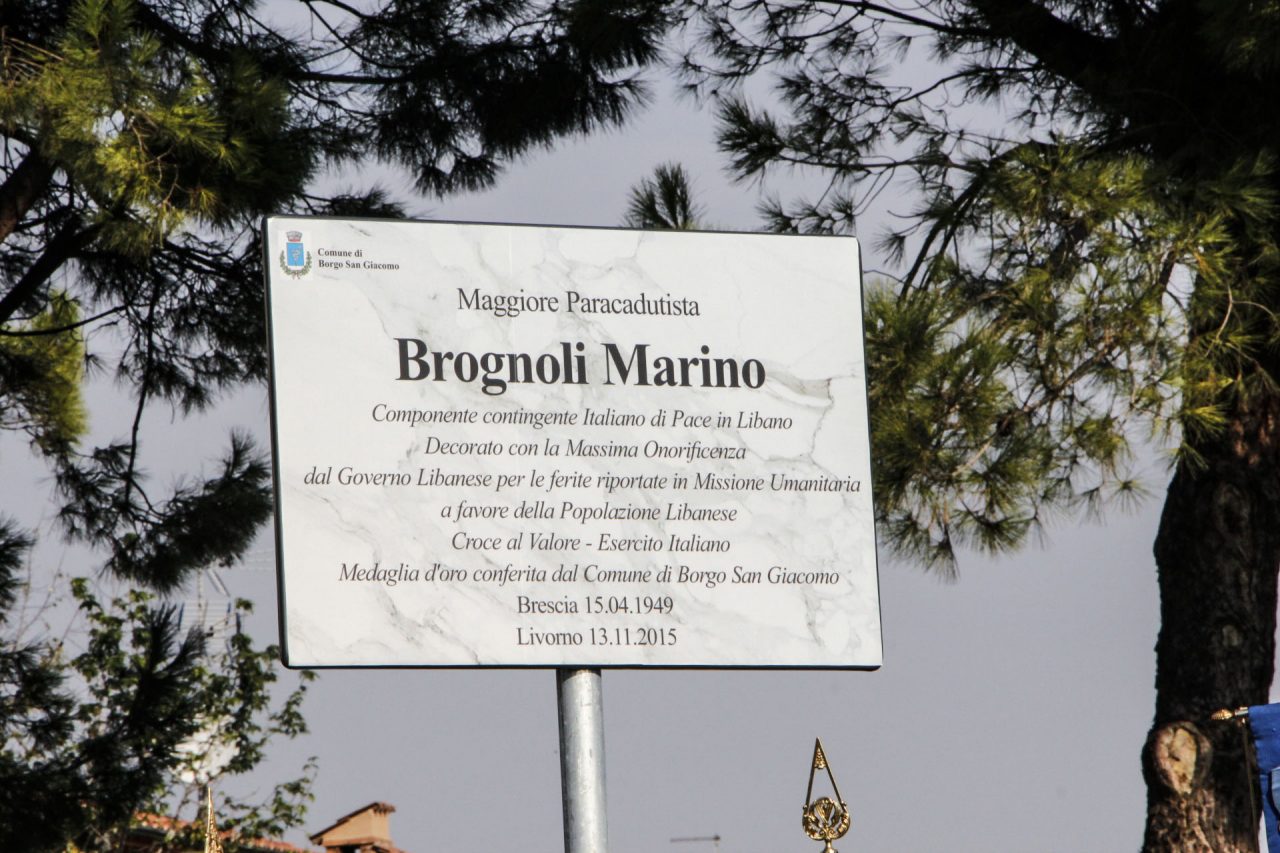 Comune di
Borgo San Giacomo
Maggiore Paracadutista
Brognoli Marino
Componente contingente Italiano di Pace in Libano
Decorato con la Massima Onorificenza
dal Governo Libanese per le ferite riportate in Missione Umanitaria
a favore della Popolazione Libanese
Croce al Valore - Esercito Italiano
Medaglia d'oro conferita dal Comune di Borgo San Giacomo
Brescia 15.04.1949
Livorno 13.11.2015